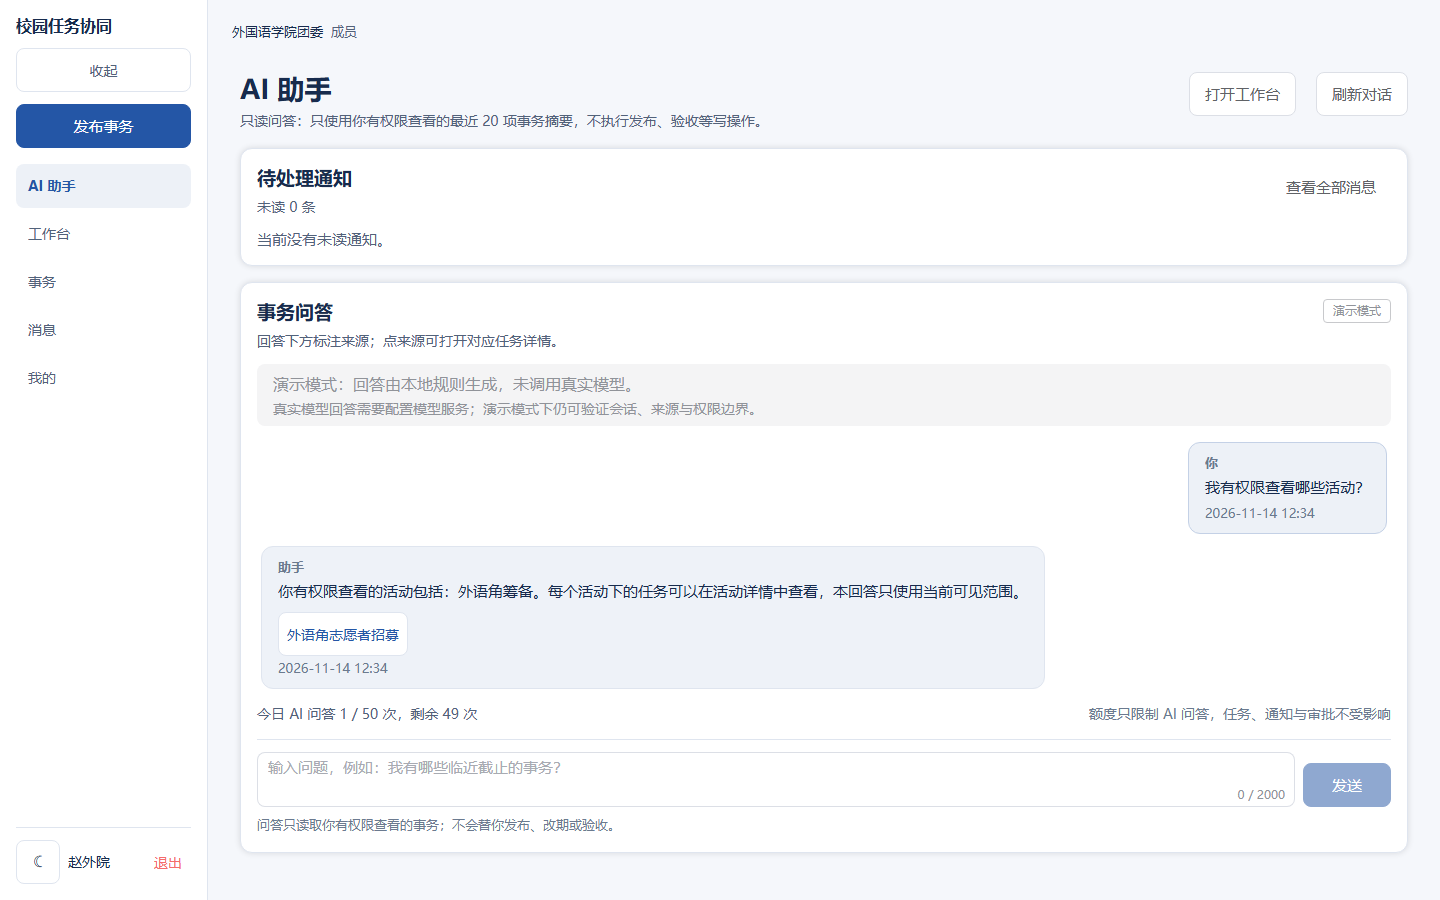 校园任务协同
收起
发布事务
AI 助手
工作台
事务
消息
我的
赵外院
退出
外国语学院团委 成员
AI 助手
只读问答：只使用你有权限查看的最近 20 项事务摘要，不执行发布、验收等写操作。
打开工作台
刷新对话
待处理通知
未读 0 条
查看全部消息
当前没有未读通知。
事务问答
演示模式
回答下方标注来源；点来源可打开对应任务详情。
演示模式：回答由本地规则生成，未调用真实模型。
真实模型回答需要配置模型服务；演示模式下仍可验证会话、来源与权限边界。
你
我有权限查看哪些活动？
2026-11-14 12:34
助手
你有权限查看的活动包括：外语角筹备。每个活动下的任务可以在活动详情中查看，本回答只使用当前可见范围。
外语角志愿者招募
2026-11-14 12:34
今日 AI 问答 1 / 50 次，剩余 49 次
额度只限制 AI 问答，任务、通知与审批不受影响
输入问题，例如：我有哪些临近截止的事务？
0 / 2000
发送
问答只读取你有权限查看的事务；不会替你发布、改期或验收。